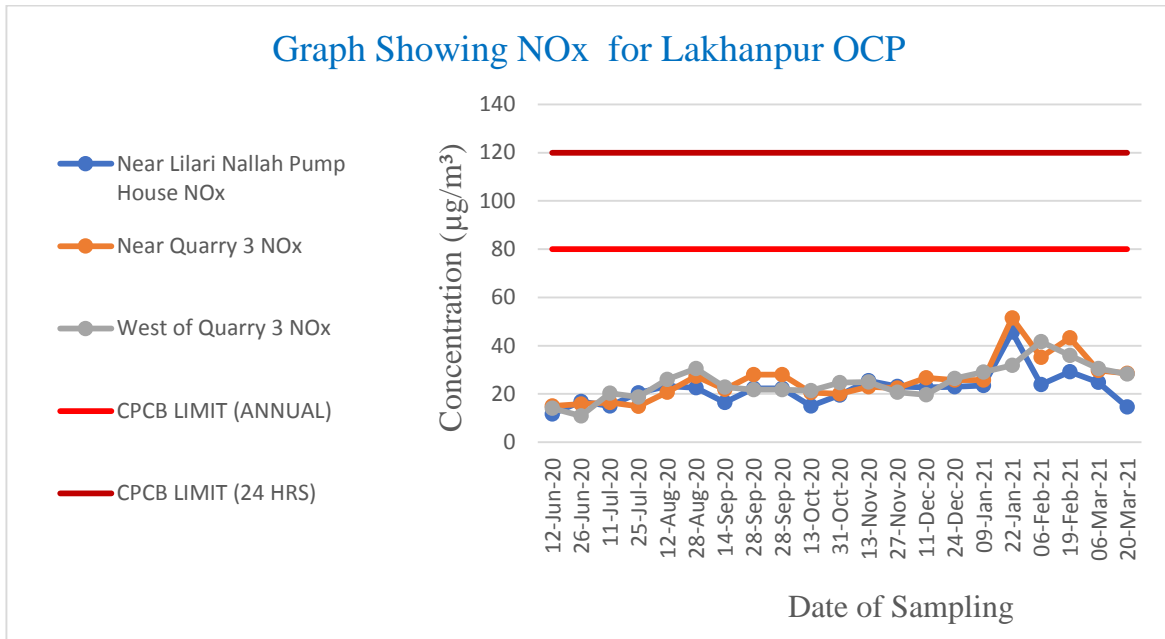 Graph Showing NOx for Lakhanpur OCP
Near Lilari Nallah Pump
House NOx
Near Quarry 3 NOx
West of Quarry 3 NOx
CPCB LIMIT (ANNUAL)
CPCB LIMIT (24 HRS)
Concentration (µg/m³)
140
120
100
80
60
40
20
0
12-Jun-20
26-Jun-20
11-Jul-20
25-Jul-20
12-Aug-20
28-Aug-20
14-Sep-20
28-Sep-20
28-Sep-20
13-Oct-20
31-Oct-20
13-Nov-20
27-Nov-20
11-Dec-20
24-Dec-20
09-Jan-21
22-Jan-21
06-Feb-21
19-Feb-21
06-Mar-21
20-Mar-21
Date of Sampling